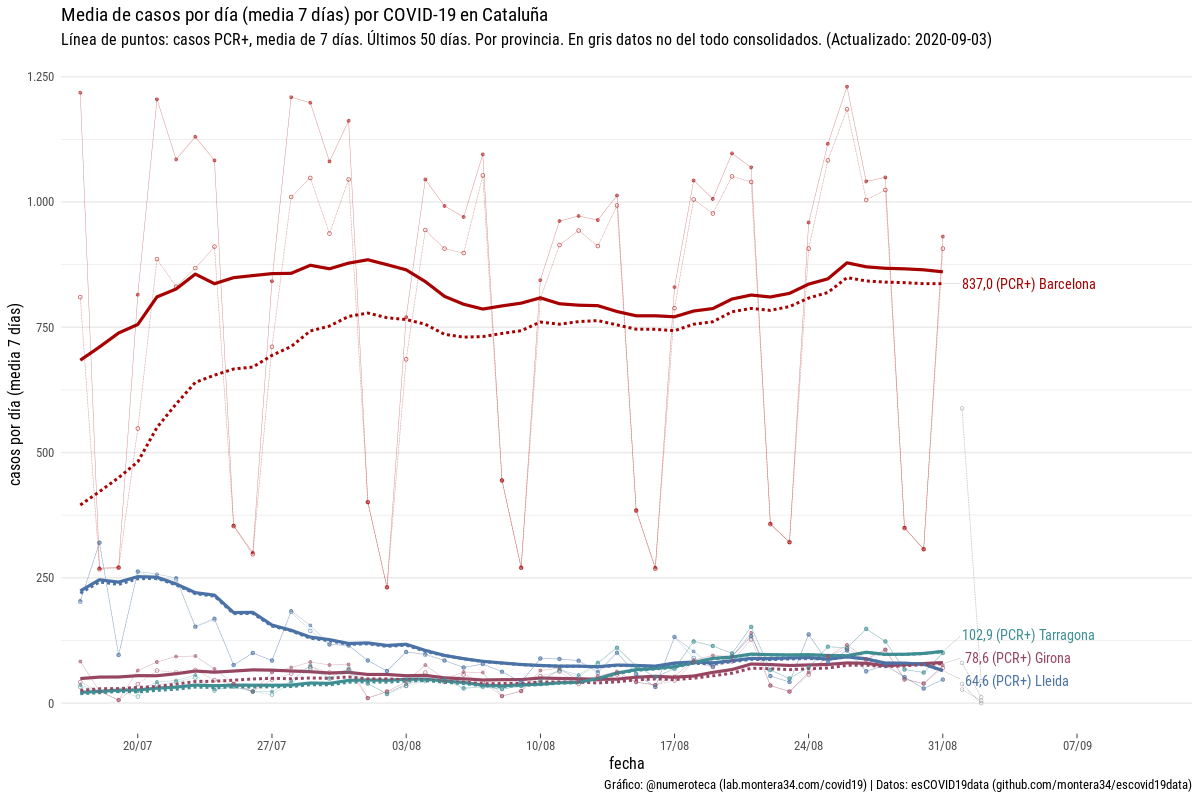 Media de casos por día (media 7 días) por COVID-19 en Cataluña
Línea de puntos: casos PCR+, media de 7 días. Últimos 50 días. Por provincia. En gris datos no del todo consolidados. (Actualizado: 2020-09-03)
casos por día (media 7 días)
1.250
1.000
750
500
250
0
837,0 (PCR+) Barcelona
102,9 (PCR+) Tarragona
78,6 (PCR+) Girona
64,6 (PCR+) Lleida
20/07
27/07
03/08
10/08
17/08
24/08
31/08
07/09
fecha
Gráfico: @numeroteca (lab.montera34.com/covid19) | Datos: esCOVID19data (github.com/montera34/escovid19data)